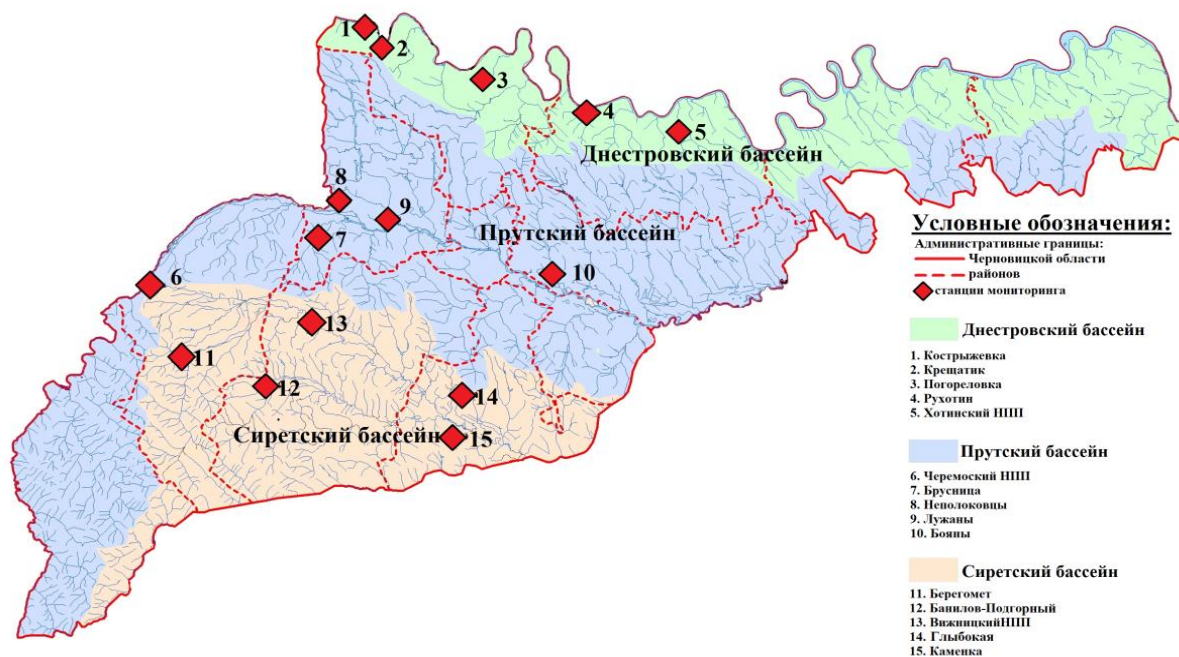 1
2
3
4
5
Днестровский бассейн
8
9
7
Прутский бассейн
10
6
13
11
12
14
Сиретский бассейн
15
Условные обозначения:
Административные границы:
Черновицкой области
районов
станции мониторинга
Днестровский бассейн
1. Кострыжевка
2. Крещатик
3. Погореловка
4. Рухотин
5. Хотинский НПП
Прутский бассейн
6. Черемоский НПП
7. Брусница
8. Неполоковцы
9. Лужаны
10. Бояны
Сиретский бассейн
11. Берегомет
12. Банилов-Подгорный
13. ВижницкийНПП
14. Глыбокая
15. Каменка